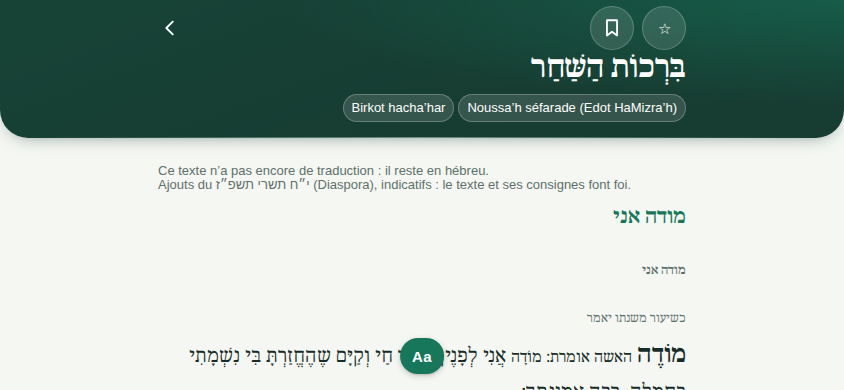 בִּרְכוֹת הַשַּׁחַר
Birkot hacha’har
Noussa’h séfarade (Edot HaMizra’h)
Ce texte n’a pas encore de traduction : il reste en hébreu.
Ajouts du י״ח תשרי תשפ״ז (Diaspora), indicatifs : le texte et ses consignes font foi.
מודה אני
מודה אני
כשיעור משנתו יאמר
מוֹדֶה האשה אומרת: מוֹדָה אֲנִי חַי וְקַיָּם שֶׁהֶחֱזַרְתָּ בִּי נִשְׁמָתִי
Aa